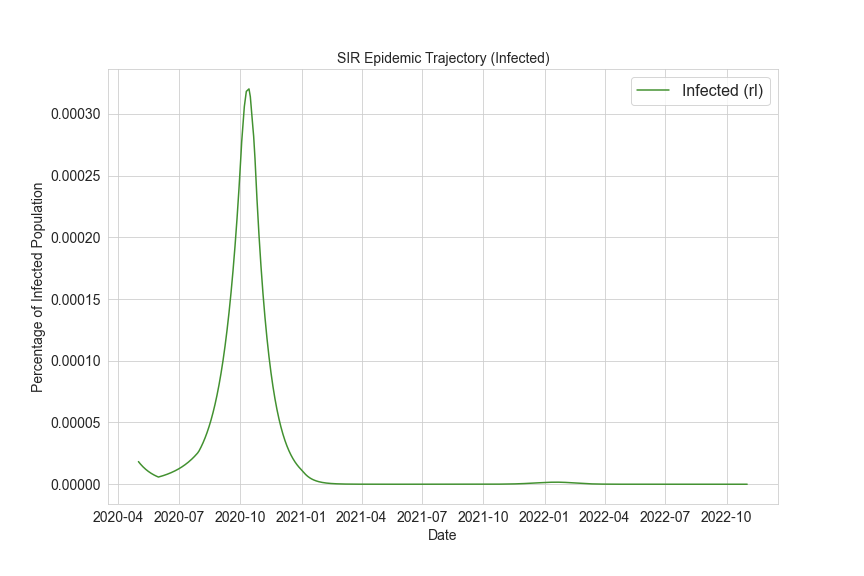 SIR Epidemic Trajectory (Infected)
Infected (rI)
Percentage of Infected Population
0.00030
0.00025
0.00020
0.00015
0.00010
0.00005
0.00000
2020-04 2020-07 2020-10 2021-01 2021-04 2021-07 2021-10 2022-01 2022-04 2022-07 2022-10
Date